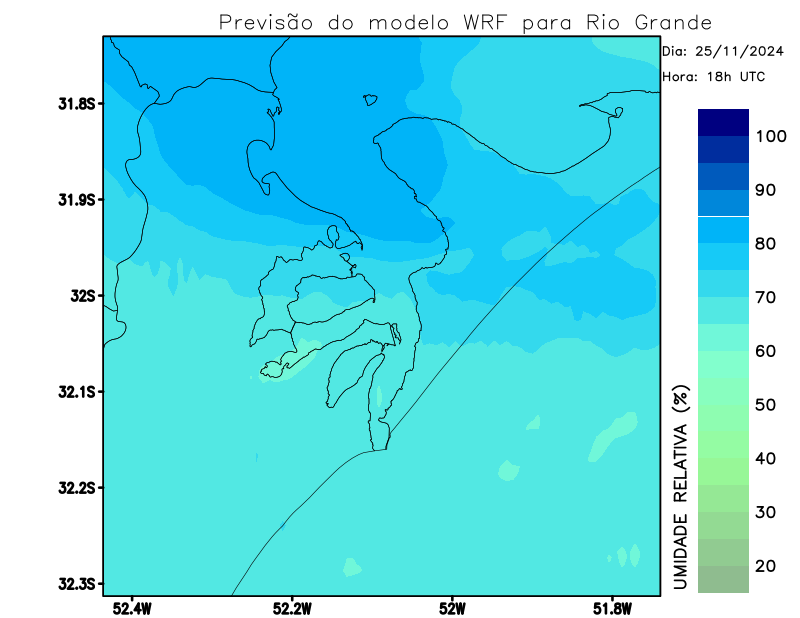 Previsão do modelo WRF para Rio Grande
Dia: 25/11/2024
Hora: 18h UTC
31.8S
31.9S
32S
32.1S
32.2S
32.3S
52.4W
52.2W
52W
51.8W
UMIDADE RELATIVA (%)
100
90
80
70
60
50
40
30
20